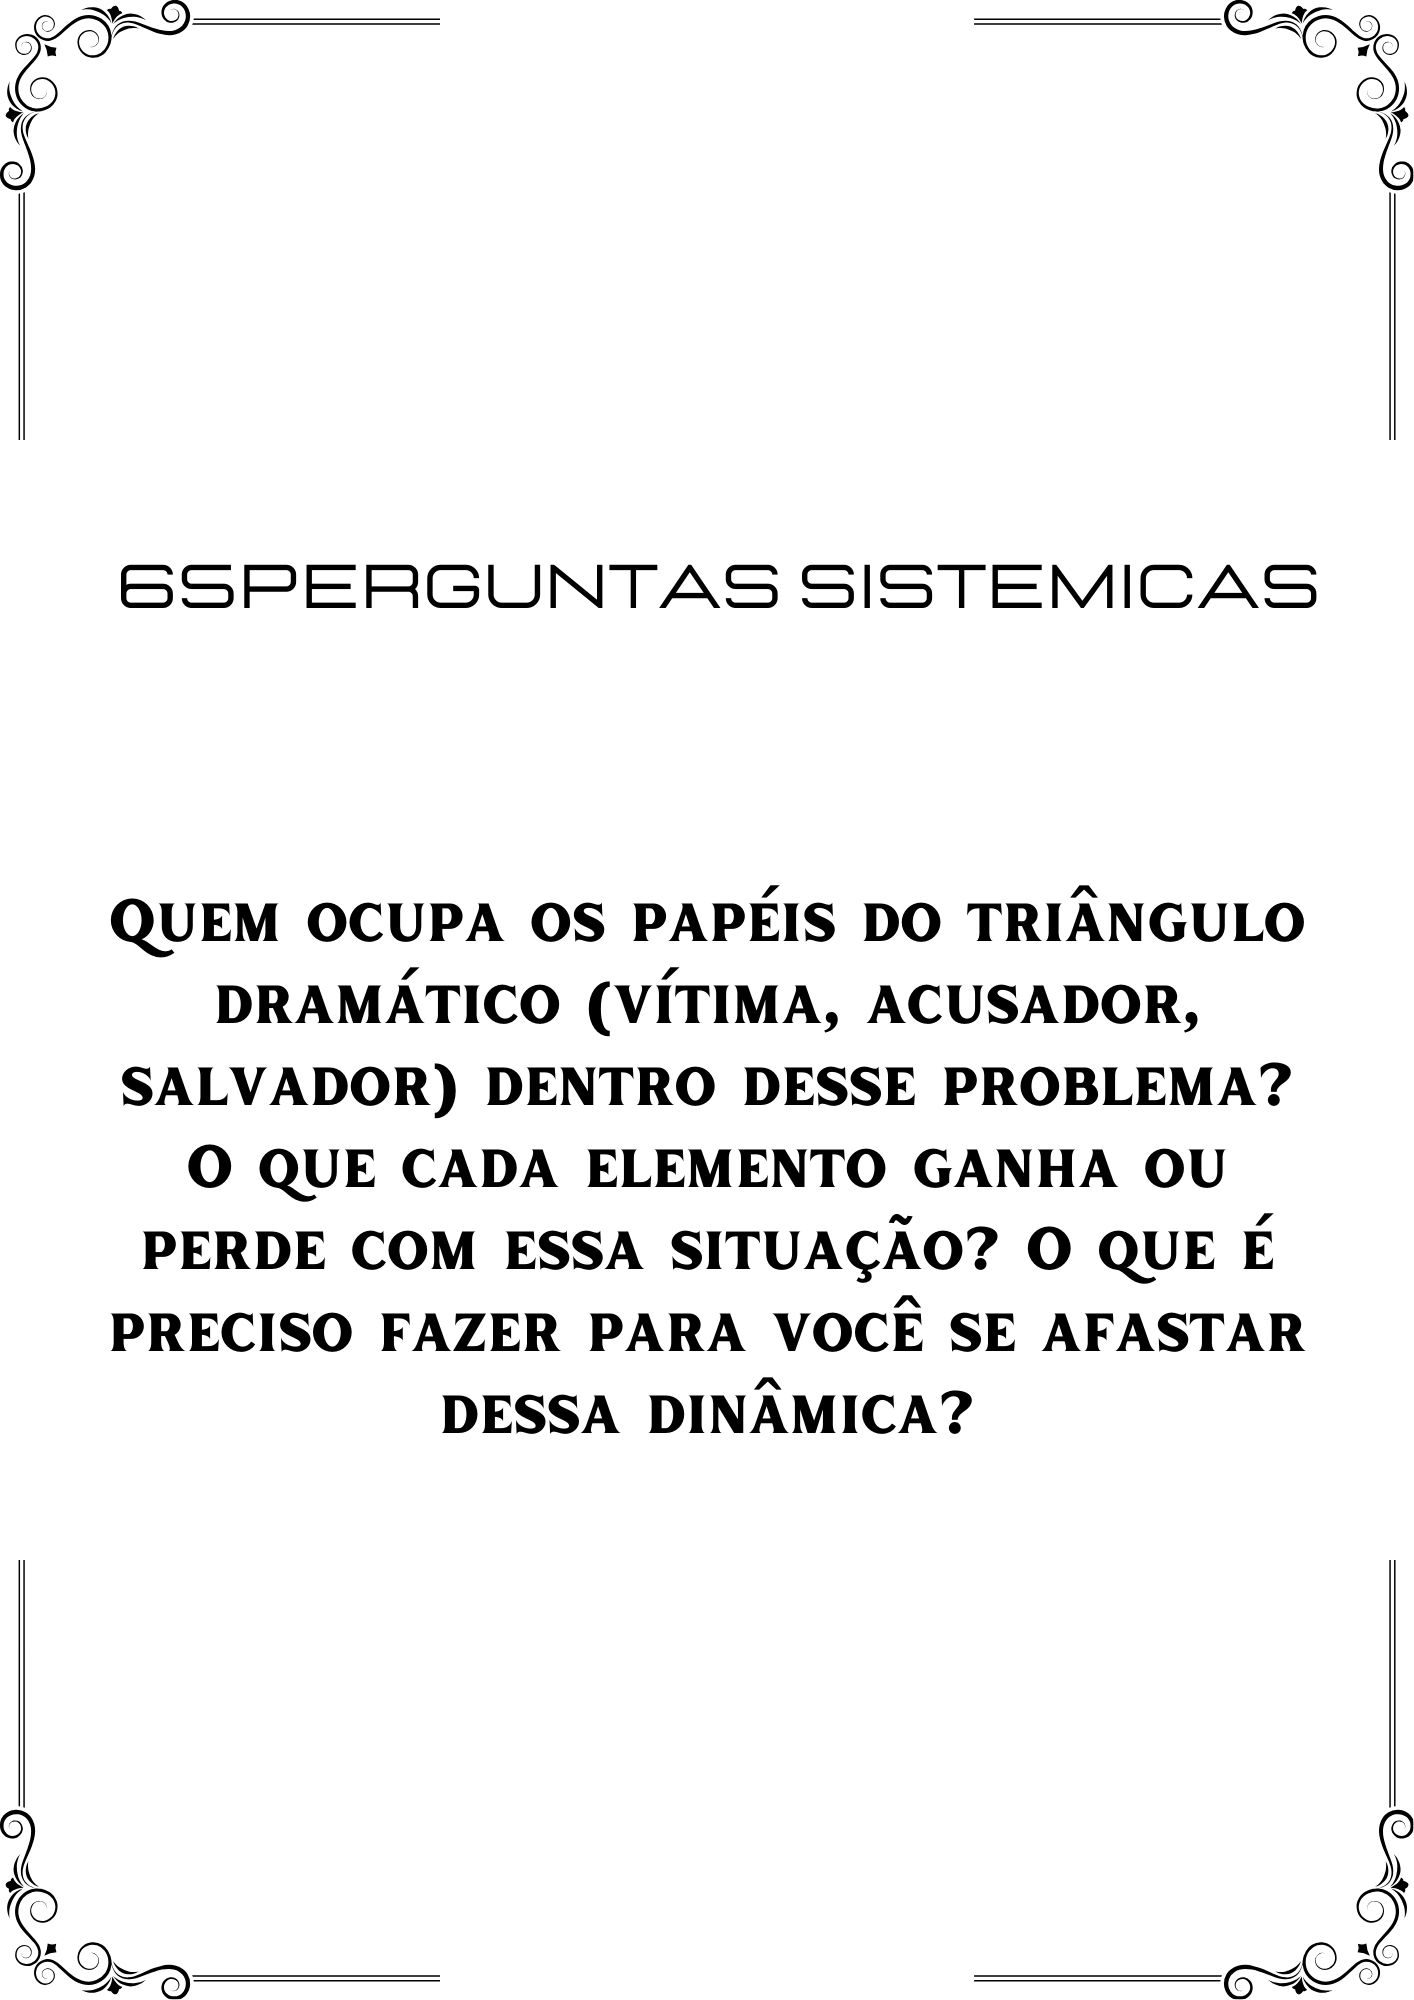 65PERGUNTAS SISTEMICAS
Quem ocupa os papéis do triângulo
dramático (vítima, acusador,
salvador) dentro desse problema?
O que cada elemento ganha ou
perde com essa situação? O que é
preciso fazer para você se afastar
dessa dinâmica?